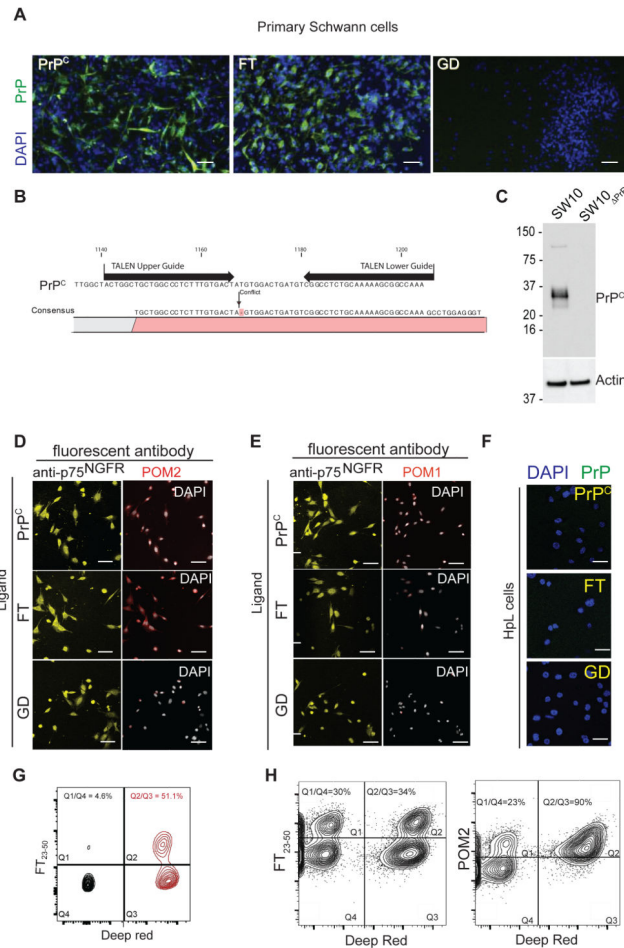 A
Primary Schwann cells
PrP^C
FT
GD
DAPI PrP
B
1140 1160 1180 1200
TALEN Upper Guide TALEN Lower Guide
PrP^C TTGGCTACTGGCTGCTGGCCCTCTTTGTGACTATGTGGACTGATGTCGGCCTCTGCAAAAAGCGGCCAAA
Conflict
Consensus TGCTGGCCCTCTTTGTGACTA GTGGACTGATGTCGGCCTCTGCAAAAAGCGGCCAAA GCCTGGAGGGT
C
SW10 SW10 ΔPrP
150
75
37
PrP^C
20
16
Actin
37
D
fluorescent antibody
anti-p75^NGFR POM2
DAPI
PrP^C
DAPI
FT
DAPI
GD
Ligand
E
fluorescent antibody
anti-p75^NGFR POM1
DAPI
PrP^C
DAPI
FT
DAPI
GD
Ligand
F
DAPI PrP
PrP^C
FT
GD
HpL cells
G
Q1/Q4 = 4.6% Q2/Q3 = 51.1%
Q1 Q2
Q4 Q3
FT23-50
Deep red
H
Q1/Q4=30% Q2/Q3=34%
Q1 Q2
Q4 Q3
FT23-50
Deep Red
Q1/Q4=23% Q2/Q3=90%
Q1 Q2
Q4 Q3
POM2
Deep Red